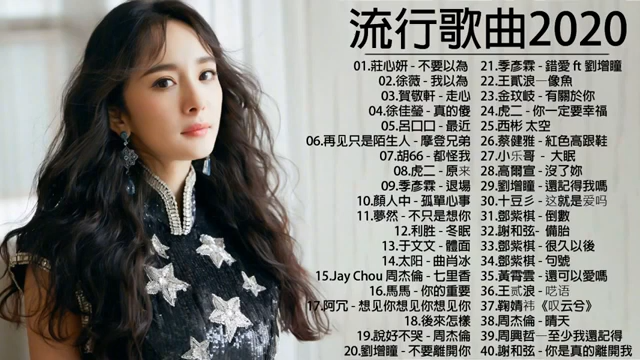 流行歌曲2020
01.莊心妍 - 不要以為
02.徐薇 - 我以為
03.賀敬軒 - 走心
04.徐佳瑩 - 真的傻
05.呂口口 - 最近
06.再见只是陌生人 - 摩登兄弟
07.胡66 - 都怪我
08.虎二 - 原来
09.季彥霖 - 退場
10.顏人中 - 孤單心事
11.夢然 - 不只是想你
12.利胜 - 冬眠
13.于文文 - 體面
14.太阳 - 曲肖冰
15.Jay Chou 周杰倫 - 七里香
16.馬馬 - 你的重要
17.阿冗 - 想见你想见你想见你
18.後來怎樣
19.說好不哭 - 周杰倫
20.劉增瞳 - 不要離開你
21.季彥霖 - 錯愛 ft 劉增瞳
22.王貳浪—像魚
23.金玟岐 - 有關於你
24.虎二 - 你一定要幸福
25.西彬 太空
26.蔡健雅 - 紅色高跟鞋
27.小乐哥 - 大眠
28.高爾宣 - 沒了妳
29.劉增瞳 - 還記得我嗎
30.十豆彡 - 这就是爱吗
31.鄧紫棋 - 倒數
32.謝和弦- 備胎
33.鄧紫棋 - 很久以後
34.鄧紫棋 - 句號
35.黃霄雲 - 還可以愛嗎
36.王贰浪 - 呓语
37.鞠婧祎《叹云兮》
38.周杰倫 - 晴天
39.周興哲—至少我還記得
40.謝和弦 - 你是真的離開我